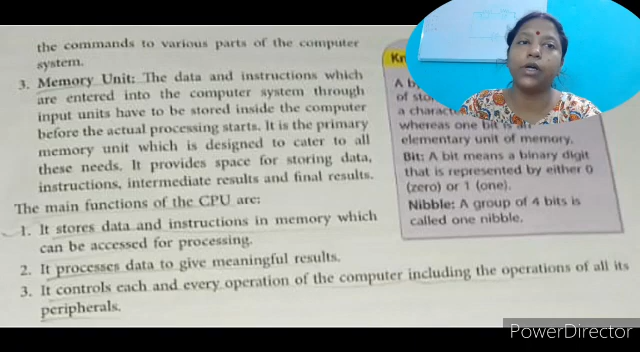 the commands to various parts of the computer
system.
3. Memory Unit: The data and instructions which
are entered into the computer system through
input units have to be stored inside the computer
before the actual processing starts. It is the primary
memory unit which is designed to cater to all
these needs. It provides space for storing data,
instructions, intermediate results and final results.
The main functions of the CPU are:
1. It stores data and instructions in memory which
can be accessed for processing.
2. It processes data to give meaningful results.
3. It controls each and every operation of the computer including the operations of all its
peripherals.
Kn
A b
of sto
a charact
whereas one bit is an
elementary unit of memory.
Bit: A bit means a binary digit
that is represented by either 0
(zero) or 1 (one).
Nibble: A group of 4 bits is
called one nibble.
PowerDirector